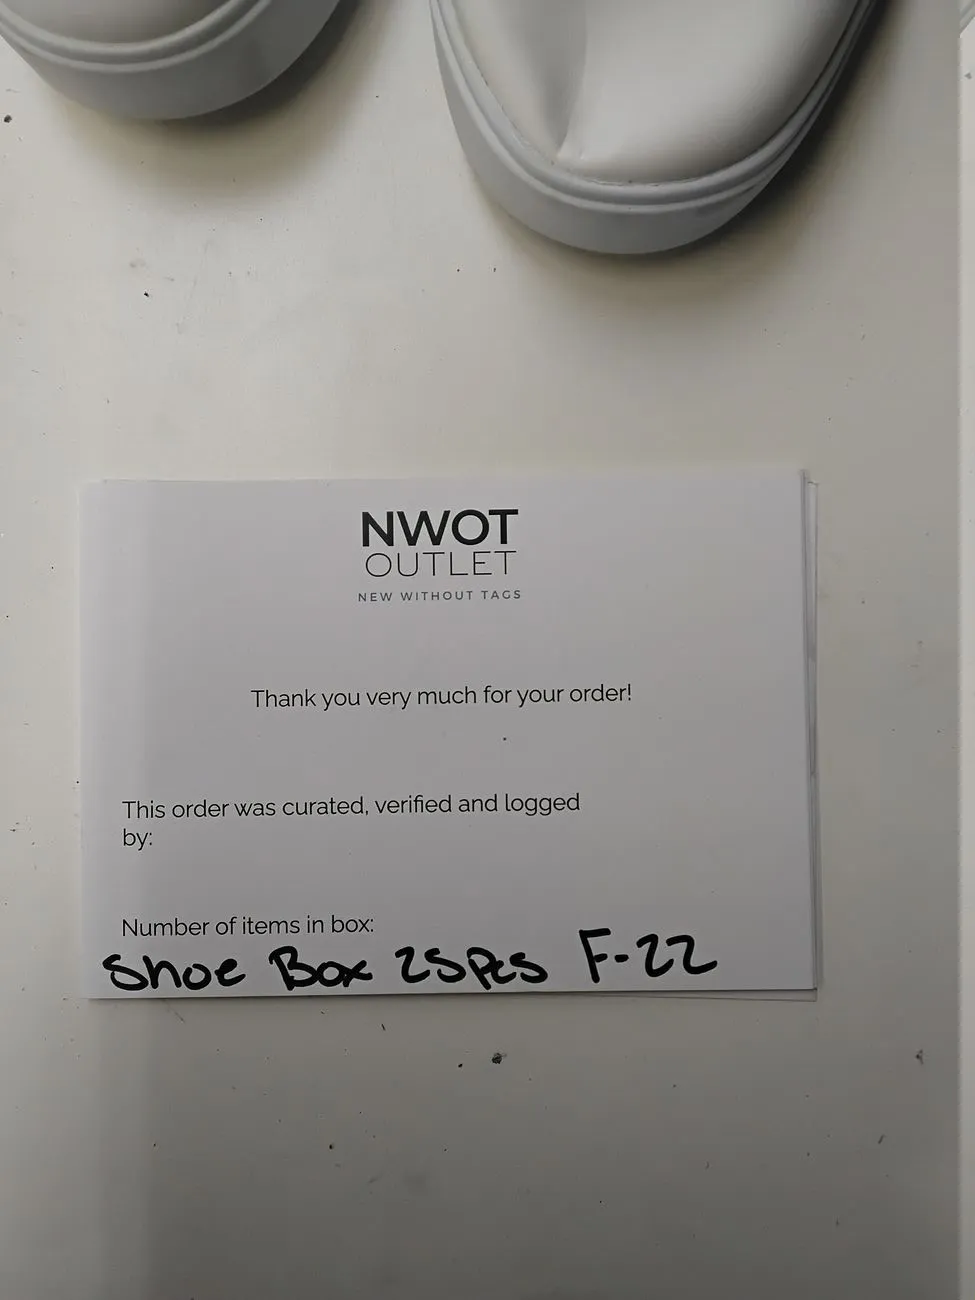 NWOT
OUTLET
NEW WITHOUT TAGS
Thank you very much for your order!
This order was curated, verified and logged
by:
Number of items in box:
Shoe Box 25Pcs F-22